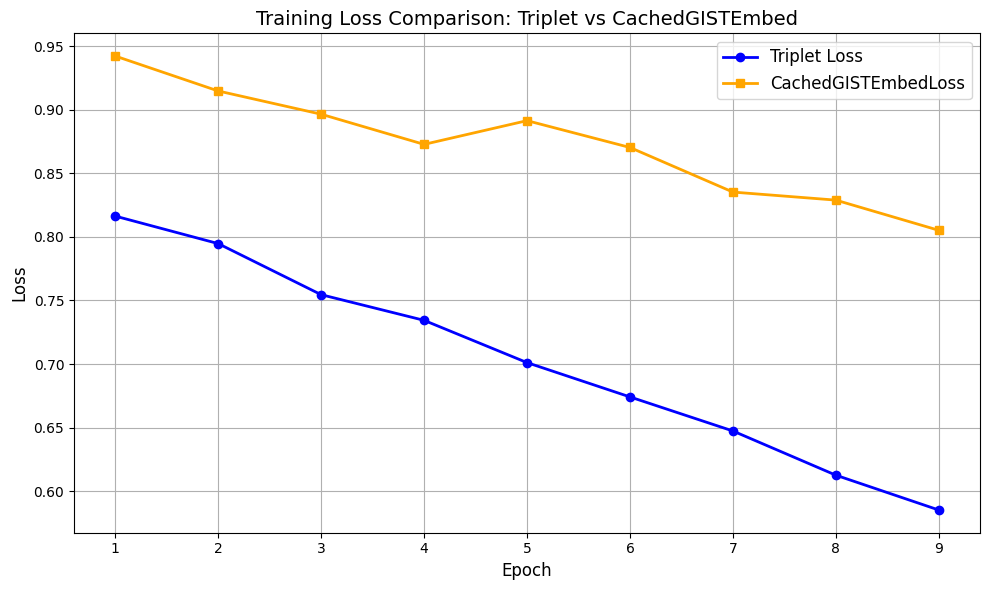 Training Loss Comparison: Triplet vs CachedGISTEmbed
Triplet Loss
CachedGISTEmbedLoss
Loss
0.95
0.90
0.85
0.80
0.75
0.70
0.65
0.60
1 2 3 4 5 6 7 8 9
Epoch